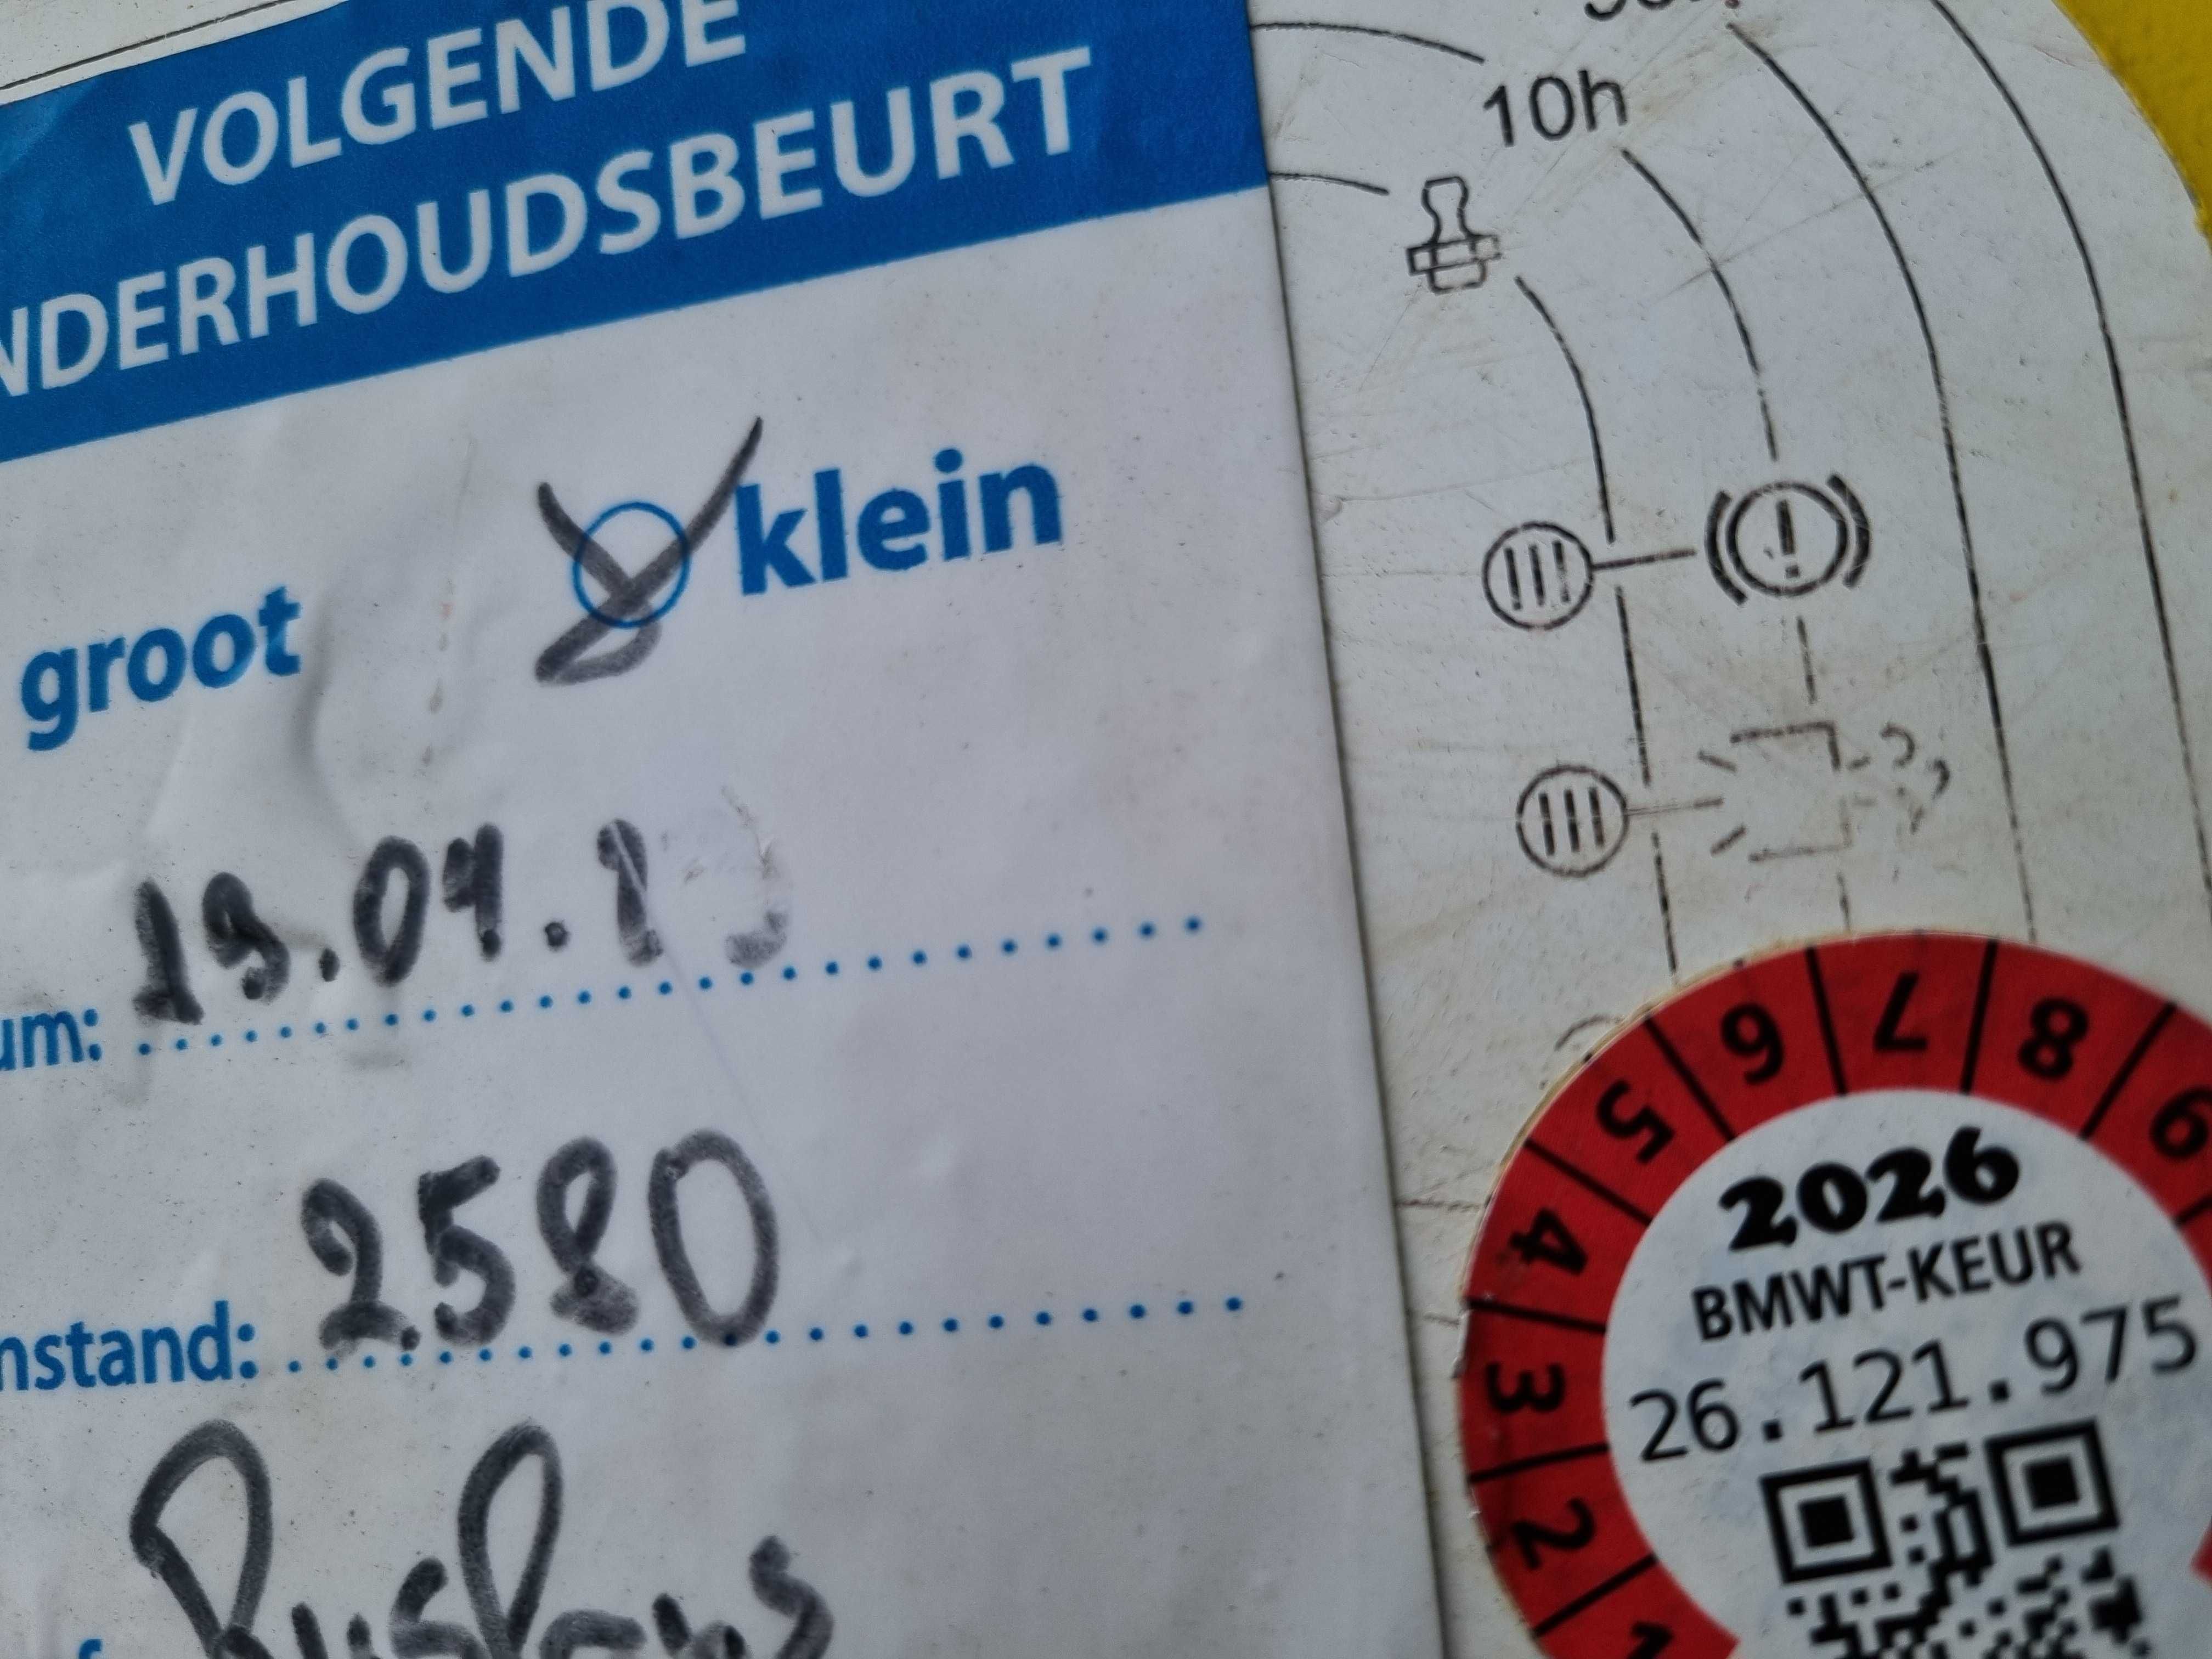 VOLGENDE
NDERHOUDSBEURT
groot klein
um:
nstand: 2580
10h
1 2 3 4 5 6 7 8 9
2026
BMWT-KEUR
26.121.975